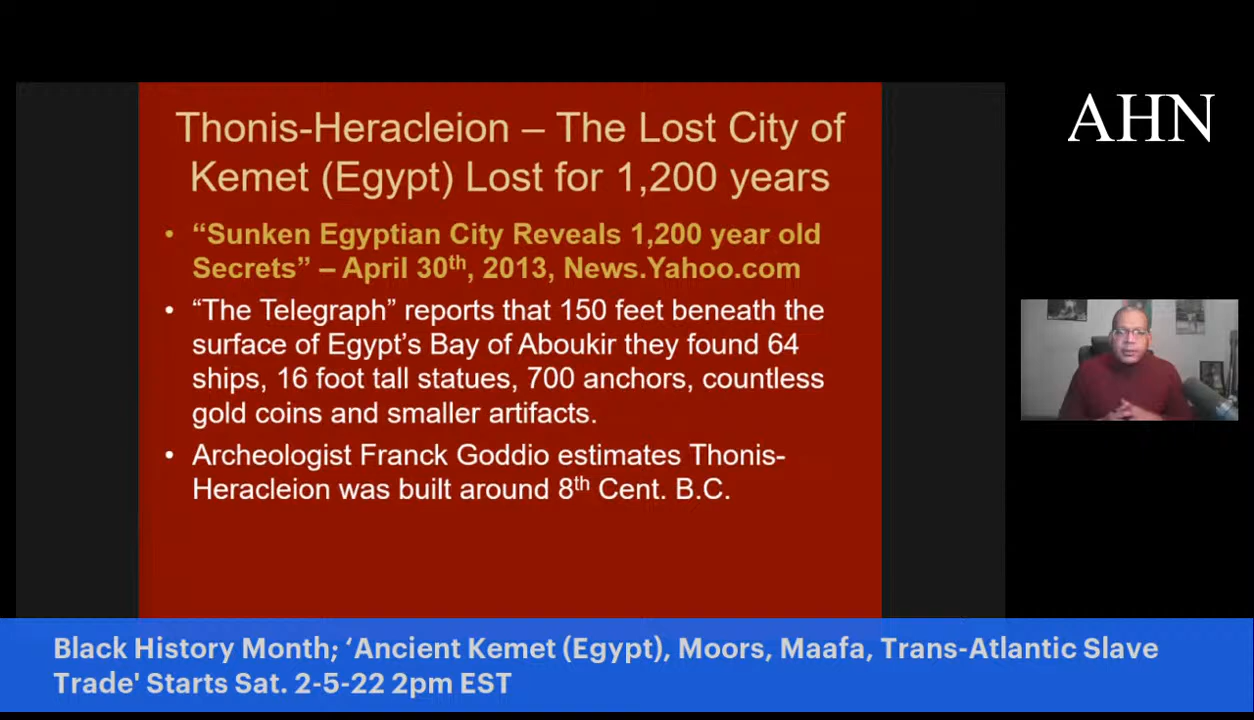 Thonis-Heracleion – The Lost City of
Kemet (Egypt) Lost for 1,200 years
• “Sunken Egyptian City Reveals 1,200 year old
Secrets” – April 30th, 2013, News.Yahoo.com
• “The Telegraph” reports that 150 feet beneath the
surface of Egypt’s Bay of Aboukir they found 64
ships, 16 foot tall statues, 700 anchors, countless
gold coins and smaller artifacts.
• Archeologist Franck Goddio estimates Thonis-
Heracleion was built around 8th Cent. B.C.
AHN
Black History Month; ‘Ancient Kemet (Egypt), Moors, Maafa, Trans-Atlantic Slave
Trade' Starts Sat. 2-5-22 2pm EST